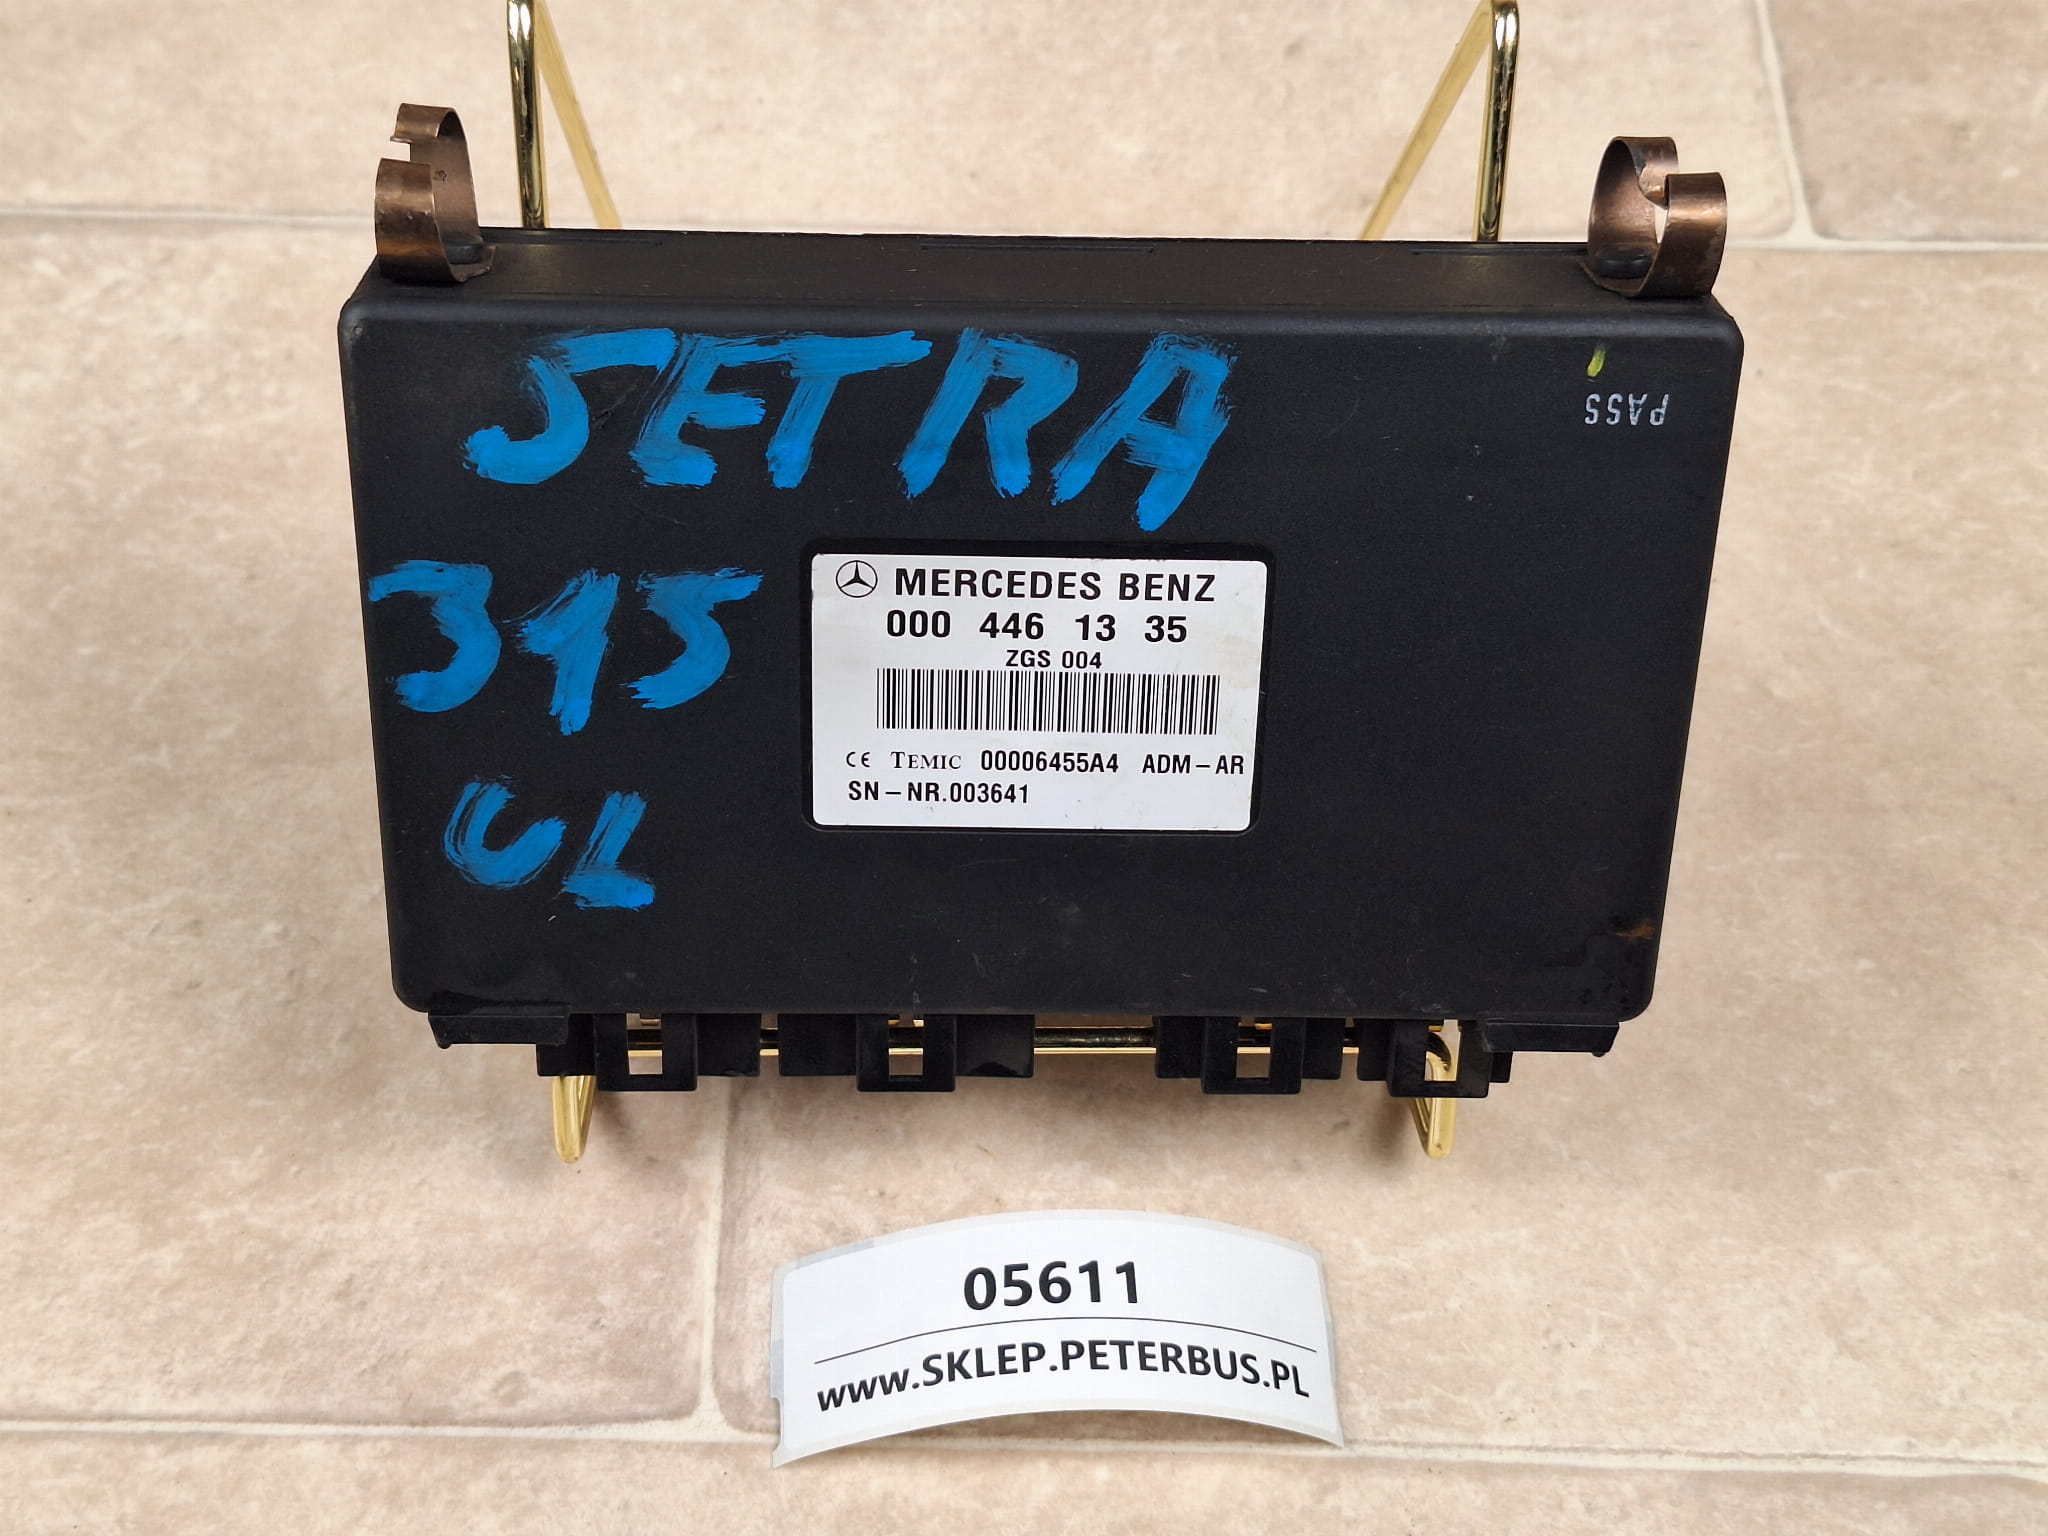 SETRA
PASS
315
UL
MERCEDES BENZ
000 446 13 35
ZGS 004
CE TEMIC 00006455A4 ADM-AR
SN-NR.003641
05611
www.SKLEP.PETERBUS.PL